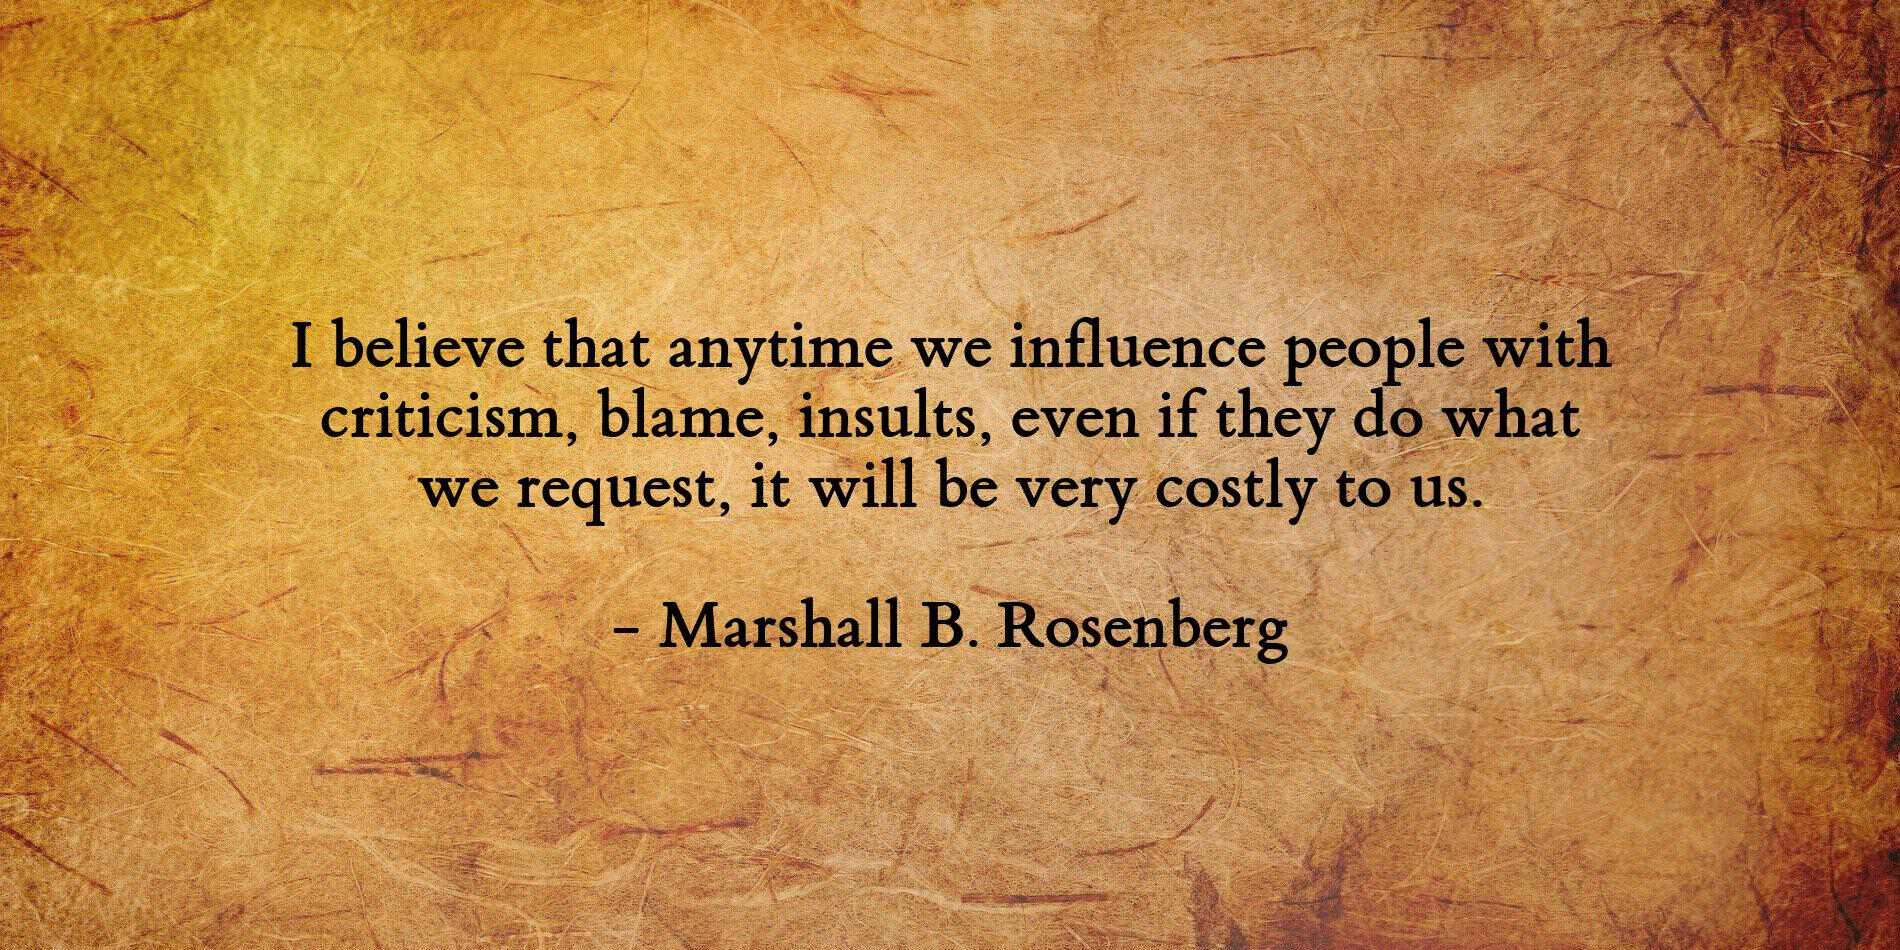 I believe that anytime we influence people with
criticism, blame, insults, even if they do what
we request, it will be very costly to us.
- Marshall B. Rosenberg